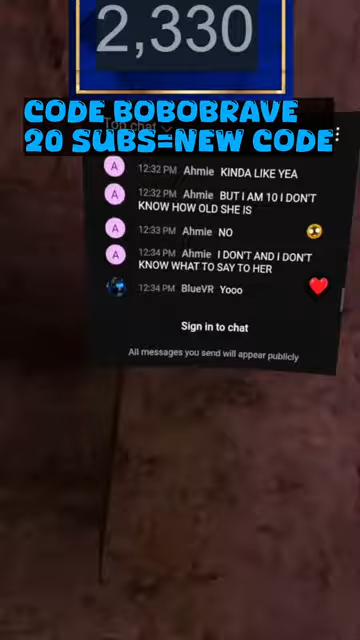 2,330
CODE BOBOBRAVE
20 SUBS=NEW CODE
Top chat
12:32 PM Ahmie KINDA LIKE YEA
12:32 PM Ahmie BUT I AM 10 I DON'T
KNOW HOW OLD SHE IS
12:33 PM Ahmie NO
12:34 PM Ahmie I DON'T AND I DON'T
KNOW WHAT TO SAY TO HER
12:34 PM BlueVR Yooo
Sign in to chat
All messages you send will appear publicly